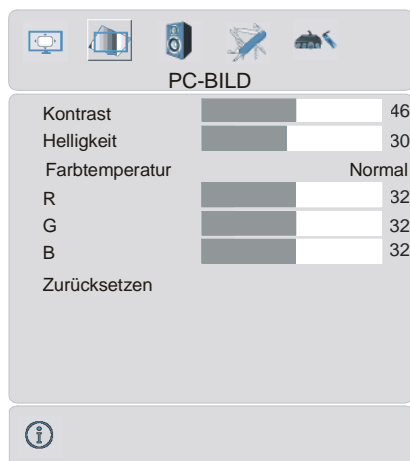 PC-BILD
Kontrast 46
Helligkeit 30
Farbtemperatur Normal
R 32
G 32
B 32
Zurücksetzen